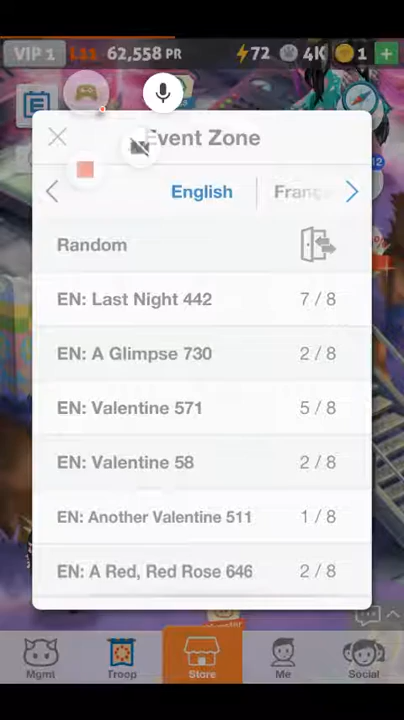 VIP 1 L11 62,558 PR 72 4K 1
Event Zone
12
English Franç
Random
EN: Last Night 442 7 / 8
EN: A Glimpse 730 2 / 8
EN: Valentine 571 5 / 8
EN: Valentine 58 2 / 8
EN: Another Valentine 511 1 / 8
EN: A Red, Red Rose 646 2 / 8
Mgmt Troop Store Me Social